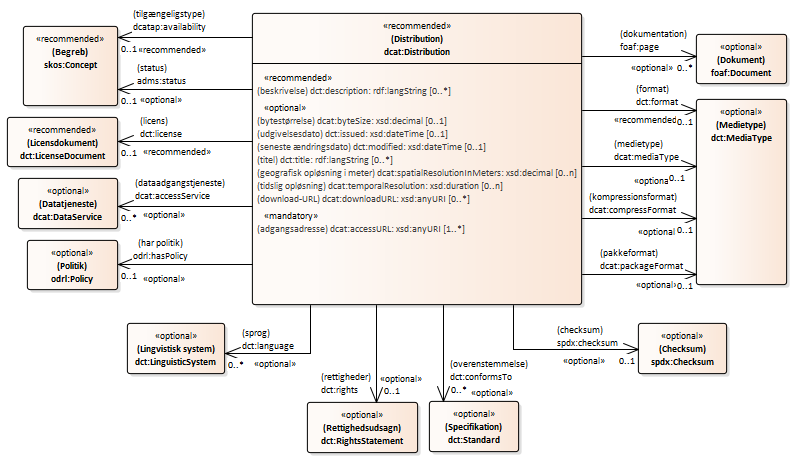 «recommended»
(Distribution)
dcat:Distribution
«recommended»
(beskrivelse) dct:description: rdf:langString [0..*]
«optional»
(bytestørrelse) dcat:byteSize: xsd:decimal [0..1]
(udgivelsesdato) dct:issued: xsd:dateTime [0..1]
(seneste ændringsdato) dct:modified: xsd:dateTime [0..1]
(titel) dct:title: rdf:langString [0..*]
(geografisk opløsning i meter) dcat:spatialResolutionInMeters: xsd:decimal [0..n]
(tidslig opløsning) dcat:temporalResolution: xsd:duration [0..n]
(download-URL) dcat:downloadURL: xsd:anyURI [0..*]
«mandatory»
(adgangsadresse) dcat:accessURL: xsd:anyURI [1..*]
«recommended»
(Begreb)
skos:Concept
(tilgængeligstype)
dcatap:availability
0..1 «recommended»
(status)
adms:status
0..1 «optional»
«recommended»
(Licensdokument)
dct:LicenseDocument
(licens)
dct:license
0..1 «recommended»
«optional»
(Datatjeneste)
dcat:DataService
(dataadgangstjeneste)
dcat:accessService
0..* «optional»
«optional»
(Politik)
odrl:Policy
(har politik)
odrl:hasPolicy
0..1 «optional»
(dokumentation)
foaf:page
«optional» 0..*
«optional»
(Dokument)
foaf:Document
(format)
dct:format
«recommended 0..1
«optional»
(Medietype)
dct:MediaType
(medietype)
dcat:mediaType
«optiona 0..1
(kompressionsformat)
dcat:compressFormat
«optional 0..1
(pakkeformat)
dcat:packageFormat
«optional» 0..1
«optional»
(Lingvistisk system)
dct:LinguisticSystem
(sprog)
dct:language
0..* «optional»
(rettigheder)
dct:rights
«optional»
0..1
«optional»
(Rettighedsudsagn)
dct:RightsStatement
(overenstemmelse)
dct:conformsTo
0..* «optional»
«optional»
(Specifikation)
dct:Standard
(checksum)
spdx:checksum
«optional» 0..1
«optional»
(Checksum)
spdx:Checksum